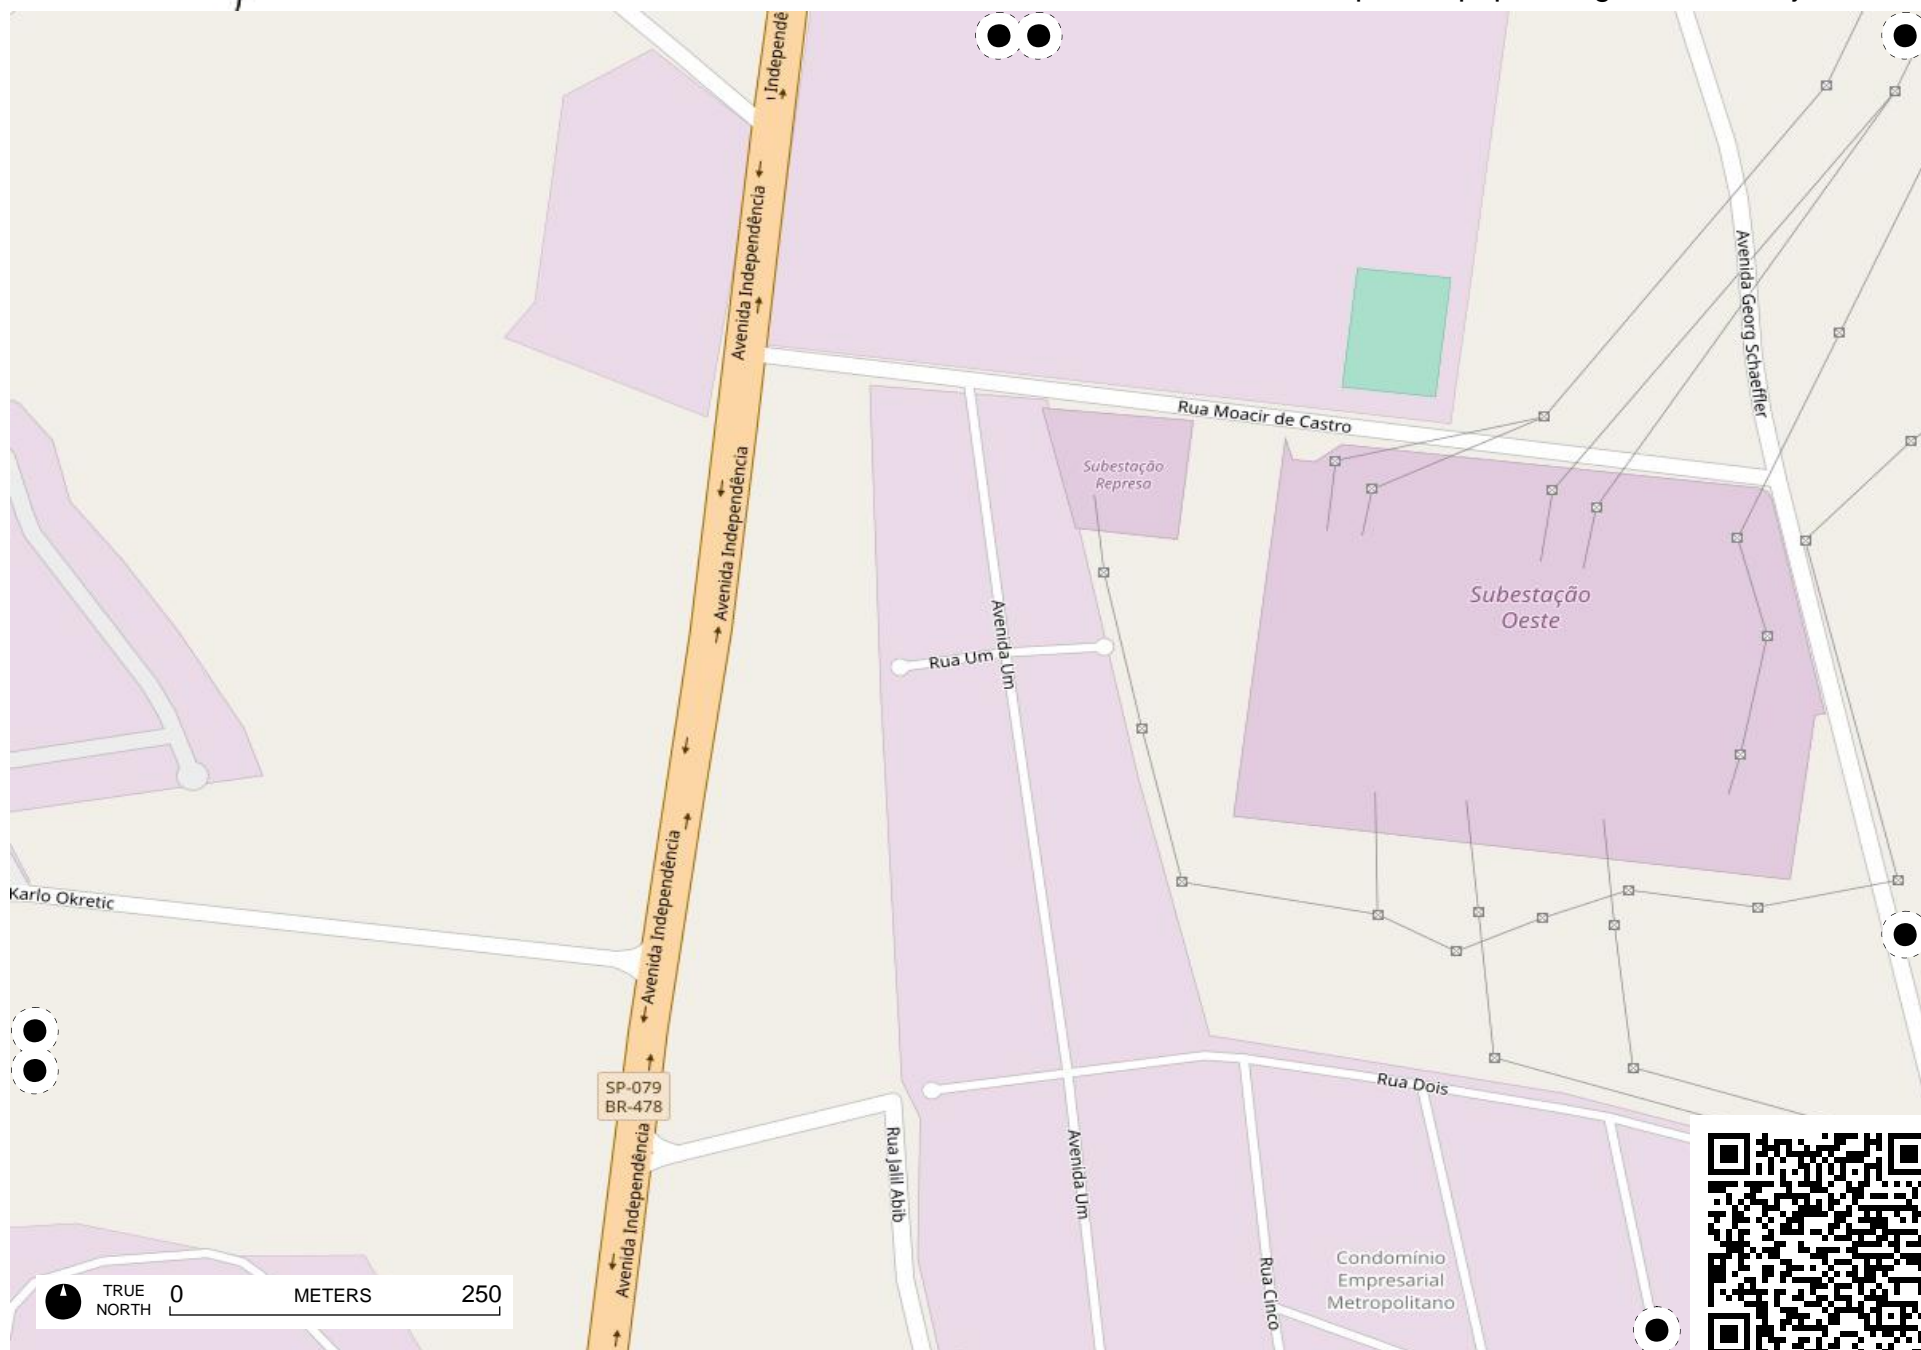 Independê
Avenida Independência
Avenida Georg Schaeffler
Rua Moacir de Castro
Subestação
Represa
Avenida Independência
Subestação
Oeste
Avenida Um
Rua Um
Karlo Okretic
Avenida Independência
SP-079
BR-478
Rua Dois
Avenida Independência
Rua Jalil Abib
Avenida Um
Rua Cinco
Condomínio
Empresarial
Metropolitano
TRUE
NORTH
0 METERS 250